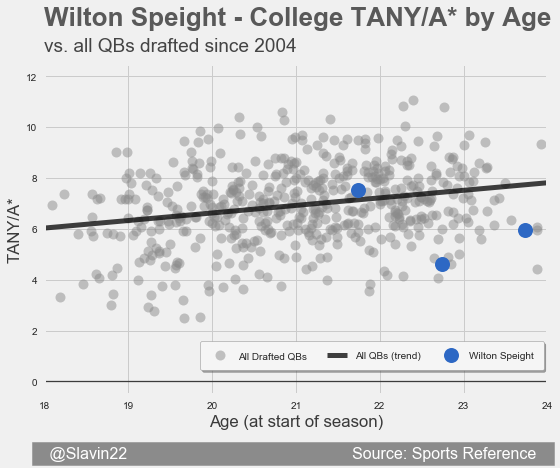 Wilton Speight - College TANY/A* by Age
vs. all QBs drafted since 2004
TANY/A*
12
10
8
6
4
2
0
All Drafted QBs
All QBs (trend)
Wilton Speight
18
19
20
21
22
23
24
Age (at start of season)
@Slavin22
Source: Sports Reference